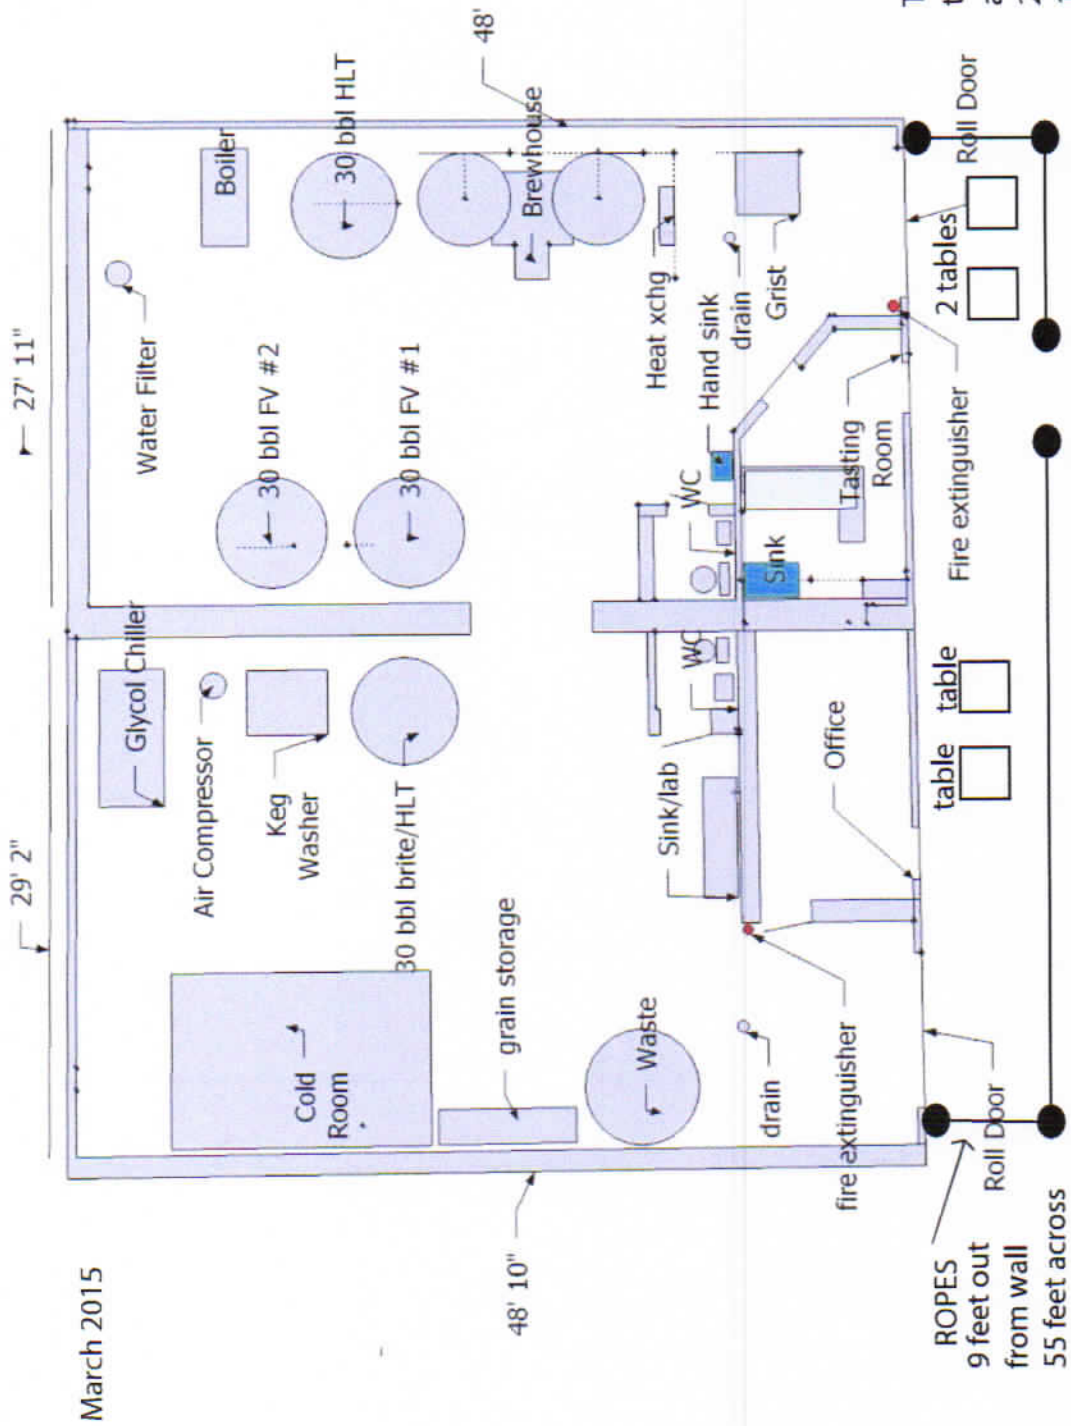 March 2015
29' 2"
27' 11"
48' 10"
48'
Glycol Chiller
Air Compressor
Keg
Washer
30 bbl brite/HLT
Cold
Room
grain storage
Waste
drain
fire extinguisher
Sink/lab
WC
Office
Roll Door
Water Filter
30 bbl FV #2
30 bbl FV #1
Boiler
30 bbl HLT
Brewhouse
Heat xchg
Hand sink
drain
Grist
WC
Sink
Tasting
Room
Fire extinguisher
Roll Door
table
table
2 tables
ROPES
9 feet out
from wall
55 feet across